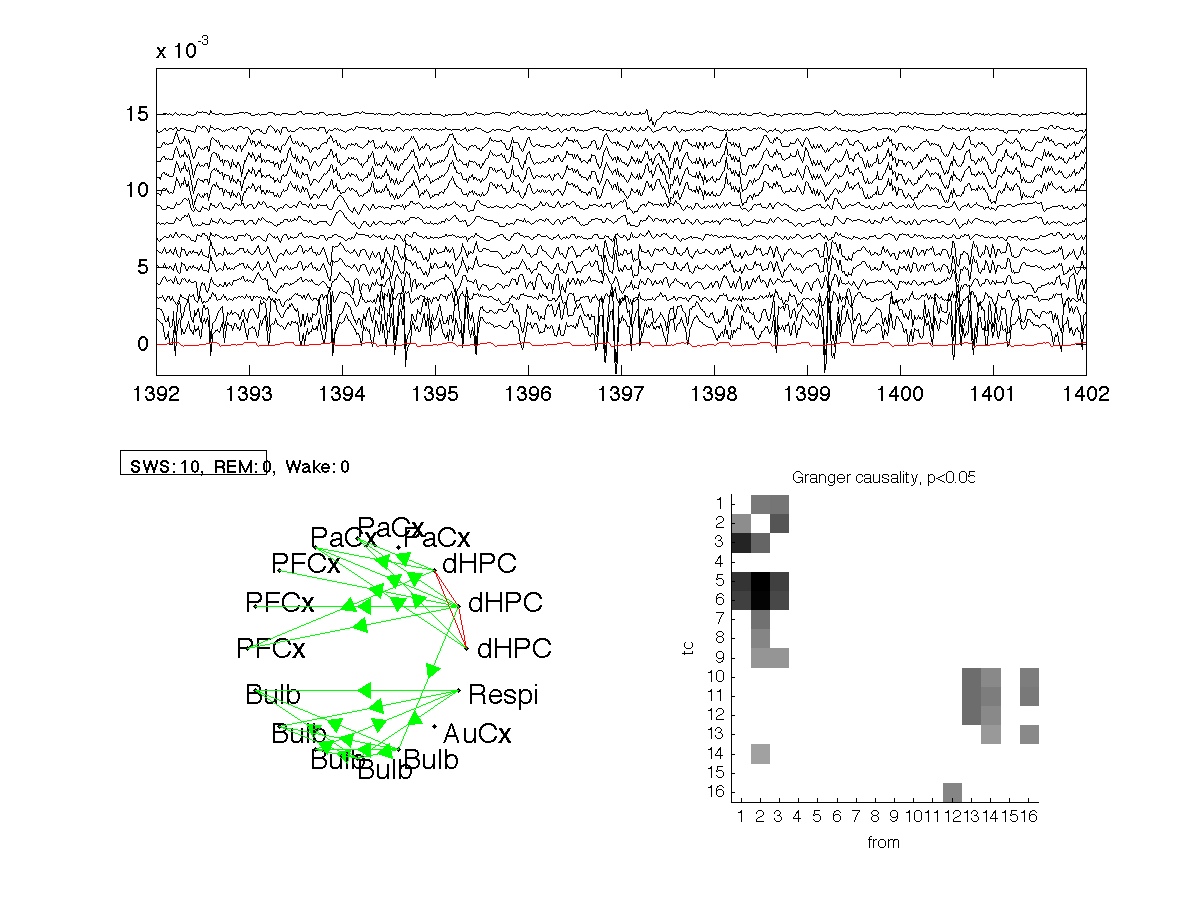 x 10-3
15
10
5
0
1392 1393 1394 1395 1396 1397 1398 1399 1400 1401 1402
SWS:10, REM:0, Wake:0
Granger causality, p<0.05
PaCx
PaCx
PaCx
PFCx
dHPC
PFCx
dHPC
PFCx
dHPC
Bulb
Respi
Bulb
AuCx
Bulb
Bulb
Bulb
1
2
3
4
5
6
7
8
9
10
11
12
13
14
15
16
tc
1 2 3 4 5 6 7 8 9 10 11 12 13 14 15 16
from